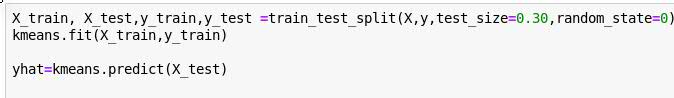 X_train, X_test,y_train,y_test =train_test_split(X,y,test_size=0.30,random_state=0)
kmeans.fit(X_train,y_train)
yhat=kmeans.predict(X_test)